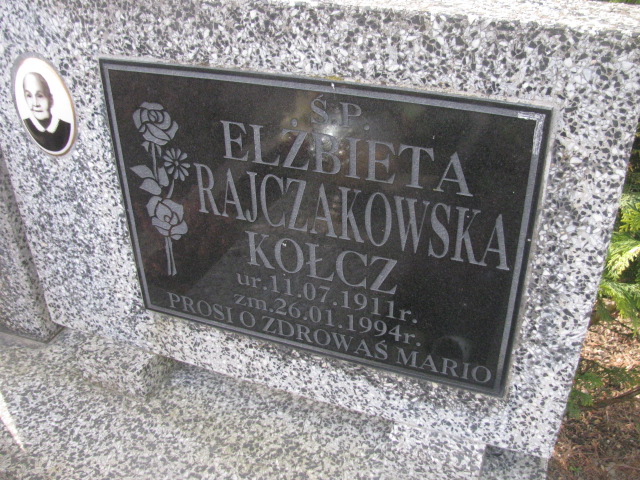 Ś.P.
ELŻBIETA
RAJCZAKOWSKA
KOŁCZ
ur.11.07.1911r.
zm.26.01.1994r.
PROSI O ZDROWAŚ MARIO